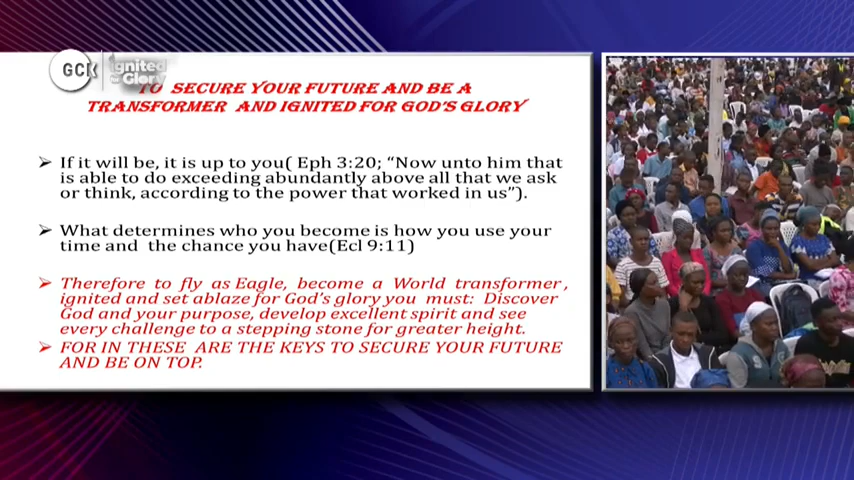 GCK
Ignited
for
Glory
TO SECURE YOUR FUTURE AND BE A
TRANSFORMER AND IGNITED FOR GOD'S GLORY
➢ If it will be, it is up to you( Eph 3:20; “Now unto him that
is able to do exceeding abundantly above all that we ask
or think, according to the power that worked in us”).
➢ What determines who you become is how you use your
time and the chance you have(Ecl 9:11)
➢ Therefore to fly as Eagle, become a World transformer,
ignited and set ablaze for God's glory you must: Discover
God and your purpose, develop excellent spirit and see
every challenge to a stepping stone for greater height.
➢ FOR IN THESE ARE THE KEYS TO SECURE YOUR FUTURE
AND BE ON TOP.